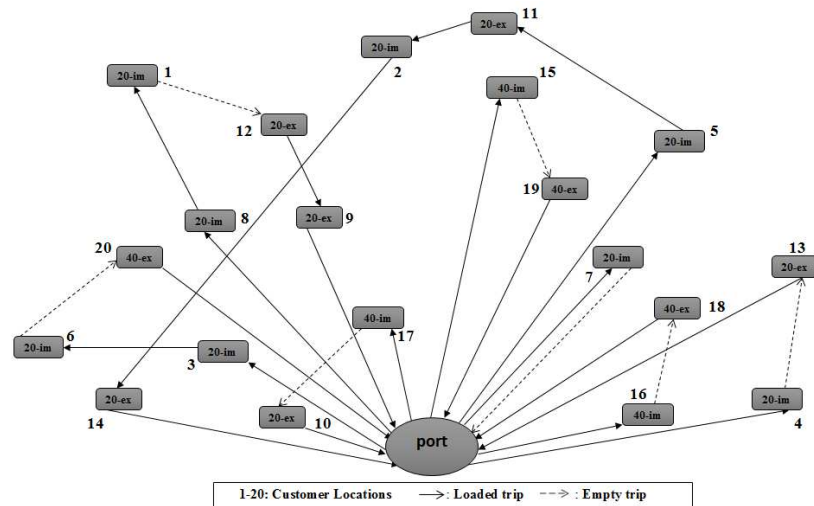 11
20-ex
20-im
2
20-im
1
15
40-im
20-ex
12
5
20-im
19
40-ex
20-ex
9
20-im
8
20
40-ex
7
20-im
13
20-ex
40-ex
18
40-im
17
20-im
6
20-im
3
20-ex
14
20-ex
10
16
40-im
20-im
4
port
1-20: Customer Locations : Loaded trip : Empty trip